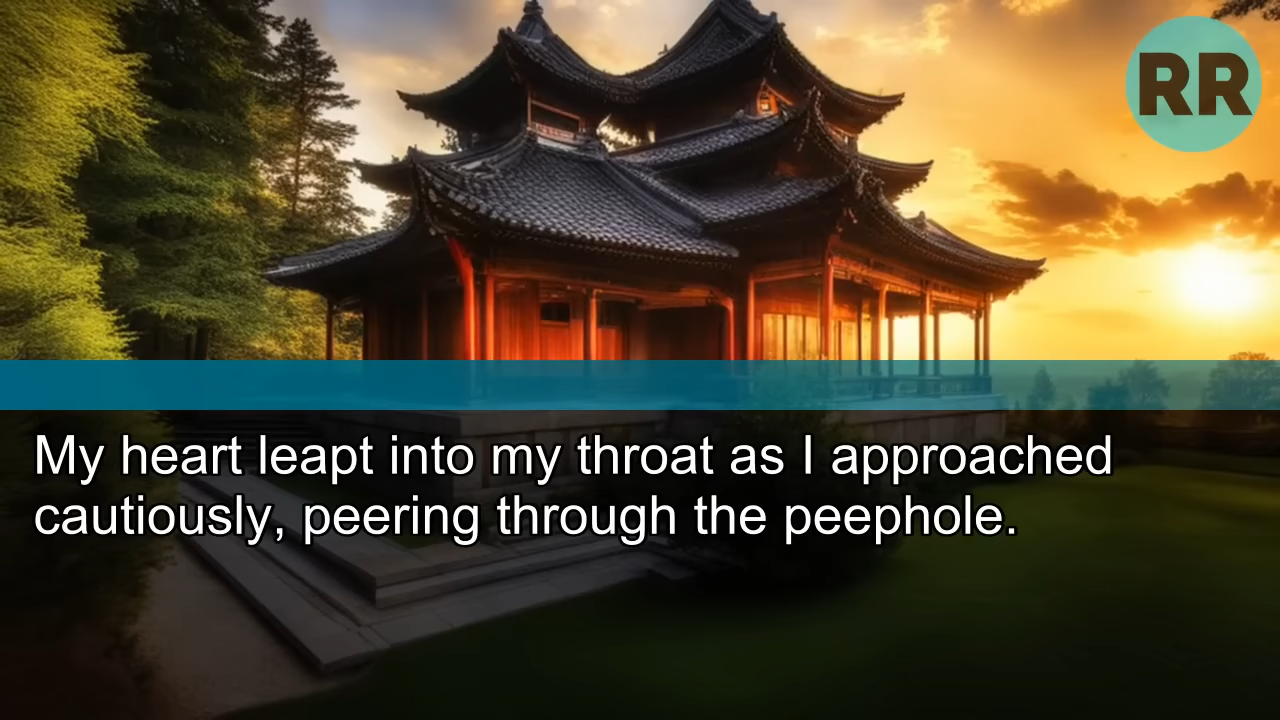 RR
My heart leapt into my throat as I approached
cautiously, peering through the peephole.